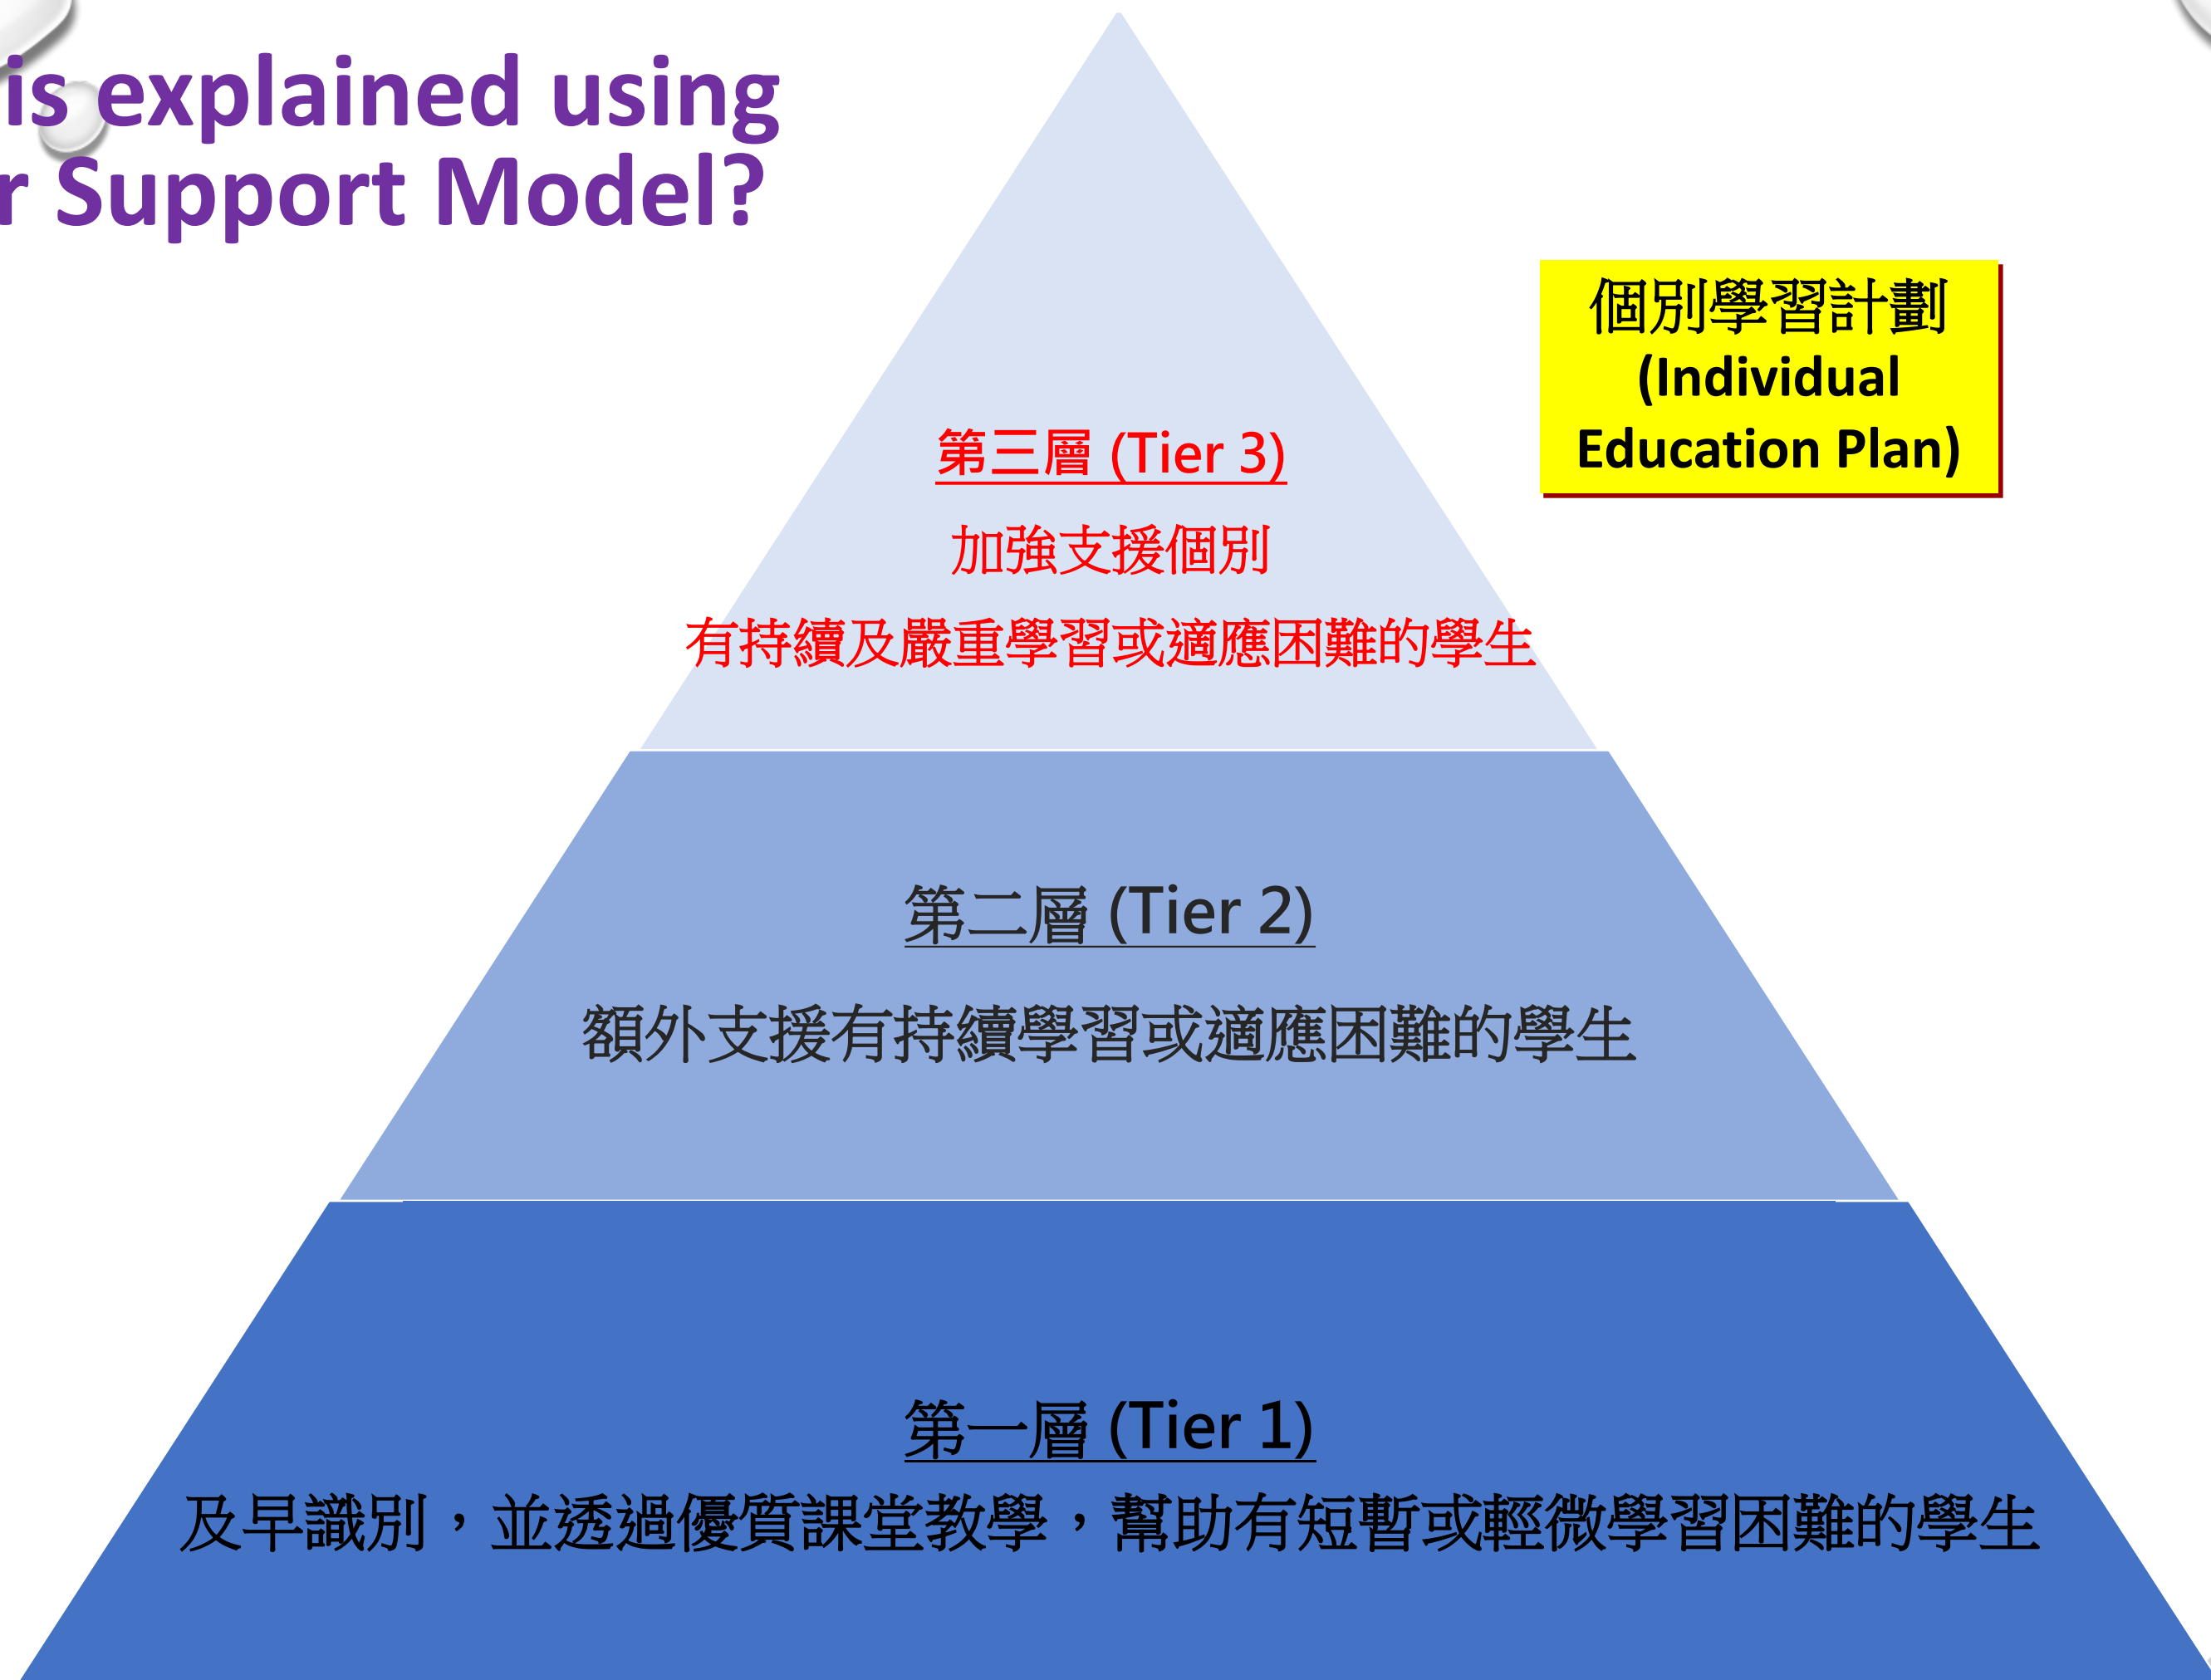 is explained using
r Support Model?
個別學習計劃
(Individual
Education Plan)
第三層 (Tier 3)
加強支援個別
有持續及嚴重學習或適應困難的學生
第二層 (Tier 2)
額外支援有持續學習或適應困難的學生
第一層 (Tier 1)
及早識別，並透過優質課堂教學，幫助有短暫或輕微學習困難的學生